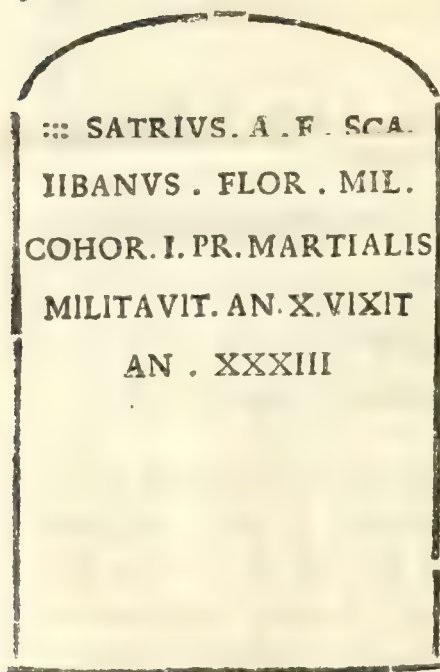 ::: SATRIVS. A . F . SCA.
IIBANVS . FLOR . MIL.
COHOR. I. PR. MARTIALIS
MILITAVIT. AN. X. VIXIT
AN . XXXIII